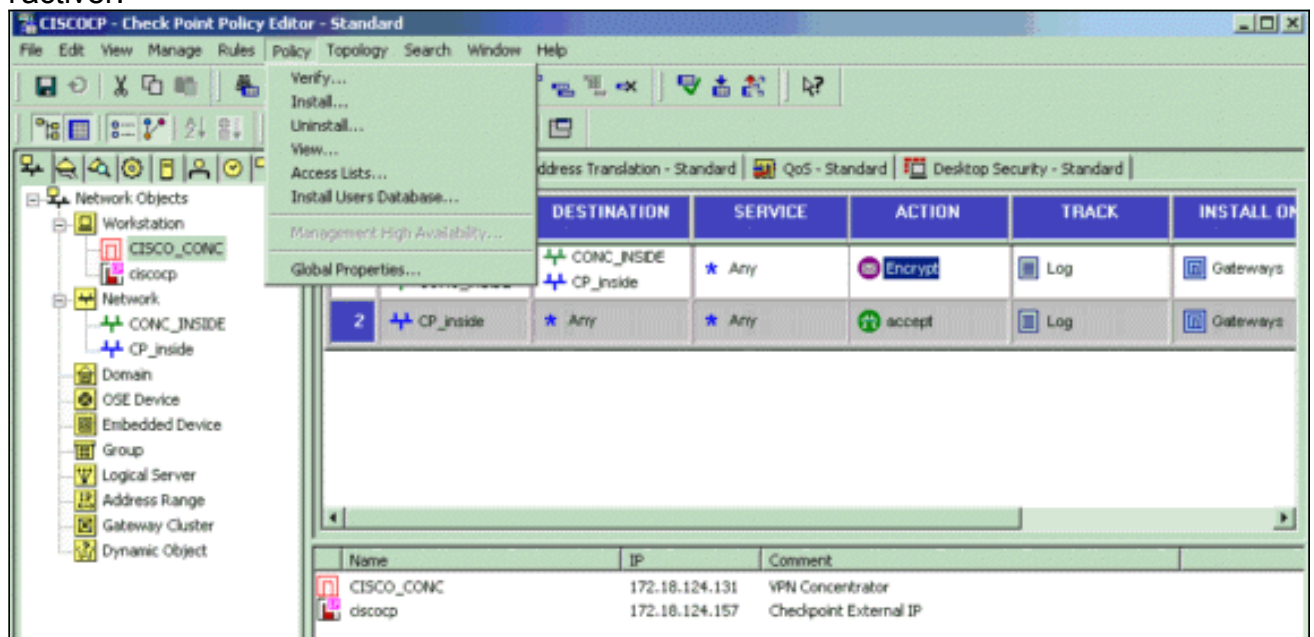 CISCOCP - Check Point Policy Editor - Standard
File Edit View Manage Rules Policy Topology Search Window Help
Verify...
Install...
Uninstall...
View...
Access Lists...
Install Users Database...
Management High Availability...
Global Properties...
ddress Translation - Standard QoS - Standard Desktop Security - Standard
DESTINATION SERVICE ACTION TRACK INSTALL ON
CONC_INSIDE
CP_inside
Any Encrypt Log Gateways
2 CP_inside Any Any accept Log Gateways
Network Objects
Workstation
CISCO_CONC
ciscocp
Network
CONC_INSIDE
CP_inside
Domain
OSE Device
Embedded Device
Group
Logical Server
Address Range
Gateway Cluster
Dynamic Object
Name IP Comment
CISCO_CONC 172.18.124.131 VPN Concentrator
ciscocp 172.18.124.157 Checkpoint External IP